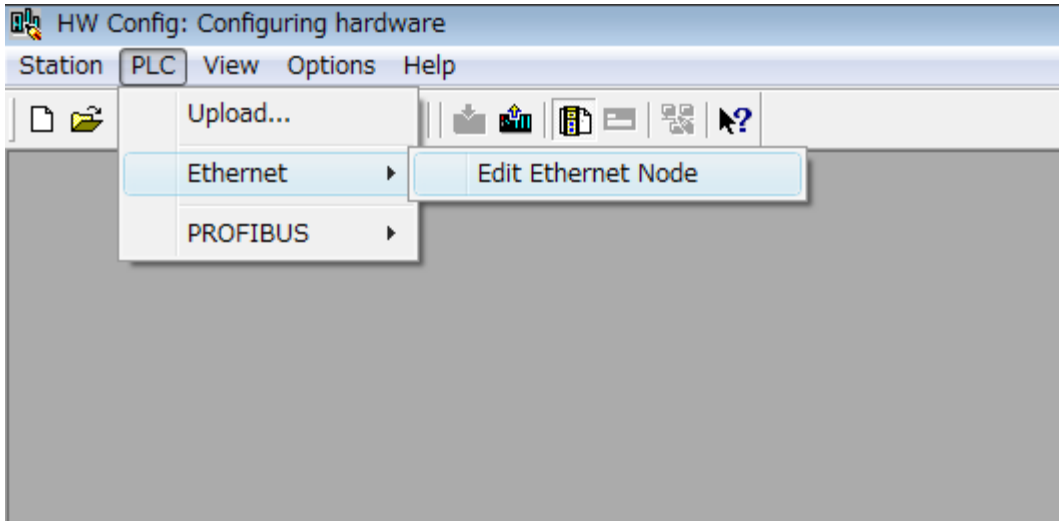 HW Config: Configuring hardware
Station PLC View Options Help
Upload...
Ethernet Edit Ethernet Node
PROFIBUS